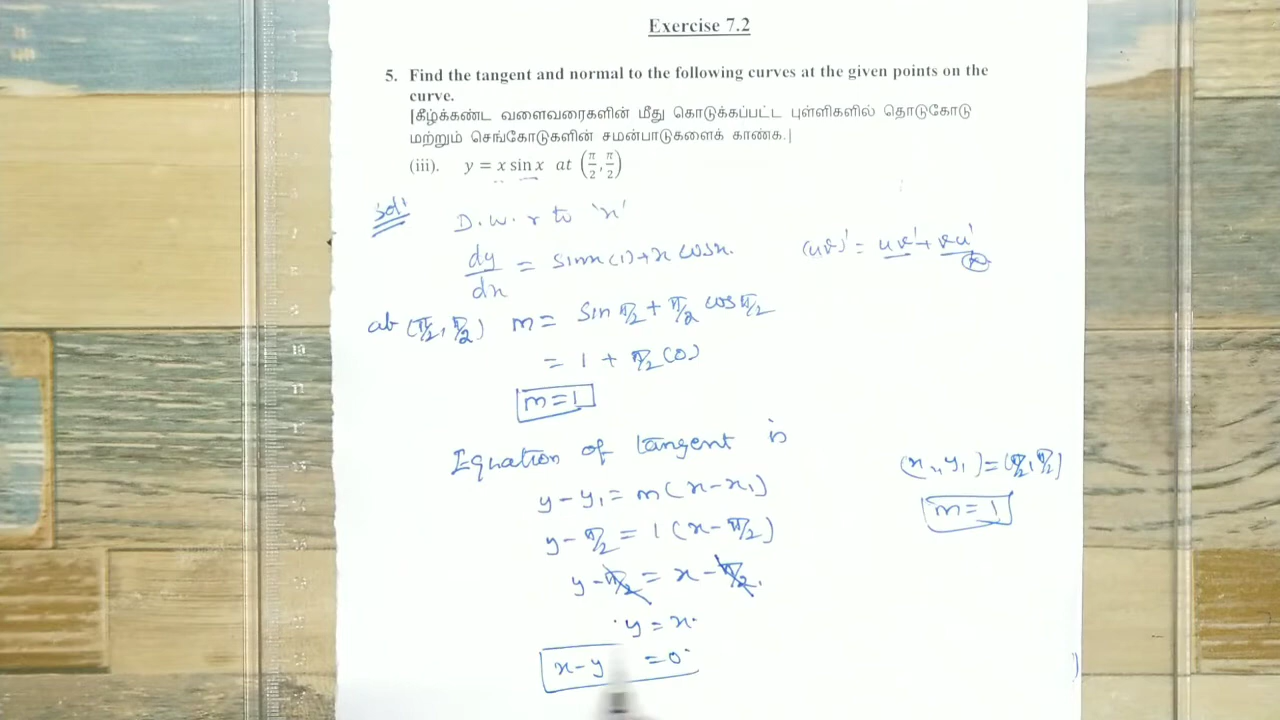 Exercise 7.2
5. Find the tangent and normal to the following curves at the given points on the
curve.
[கீழ்க்கண்ட வளைவரைகளின் மீது கொடுக்கப்பட்ட புள்ளிகளில் தொடுகோடு
மற்றும் செங்கோடுகளின் சமன்பாடுகளைக் காண்க.]
(iii). y = x sin x at (π/2, π/2)
Sol:
D.w.r to 'x'
dy/dx = sinx(1)+x cosx. (uv)' = uv'+vu'
at (π/2, π/2) m = sin π/2 + π/2 cos π/2
= 1 + π/2 (0)
m=1
Equation of tangent is
(x₁, y₁) = (π/2, π/2)
y-y₁ = m(x-x₁)
m=1
y-π/2 = 1(x-π/2)
y-π/2 = x-π/2.
y = x.
x-y =0